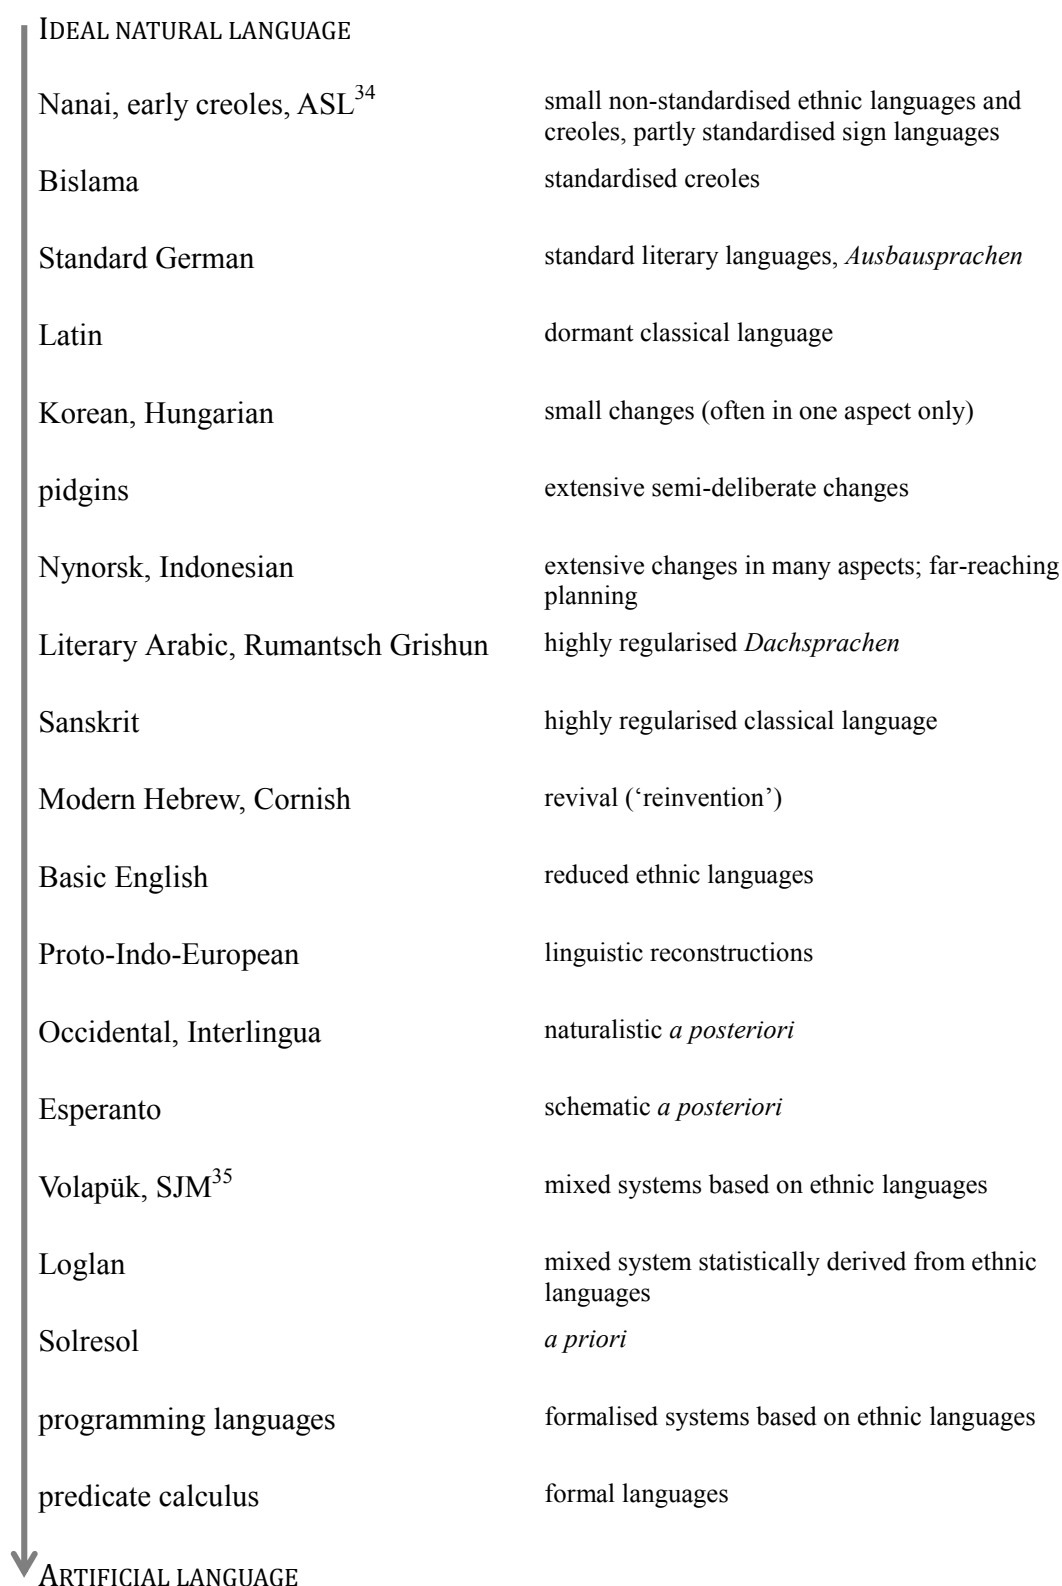 IDEAL NATURAL LANGUAGE
Nanai, early creoles, ASL34
small non-standardised ethnic languages and
creoles, partly standardised sign languages
Bislama
standardised creoles
Standard German
standard literary languages, Ausbausprachen
Latin
dormant classical language
Korean, Hungarian
small changes (often in one aspect only)
pidgins
extensive semi-deliberate changes
Nynorsk, Indonesian
extensive changes in many aspects; far-reaching
planning
Literary Arabic, Rumantsch Grishun
highly regularised Dachsprachen
Sanskrit
highly regularised classical language
Modern Hebrew, Cornish
revival (‘reinvention’)
Basic English
reduced ethnic languages
Proto-Indo-European
linguistic reconstructions
Occidental, Interlingua
naturalistic a posteriori
Esperanto
schematic a posteriori
Volapük, SJM35
mixed systems based on ethnic languages
Loglan
mixed system statistically derived from ethnic
languages
Solresol
a priori
programming languages
formalised systems based on ethnic languages
predicate calculus
formal languages
ARTIFICIAL LANGUAGE